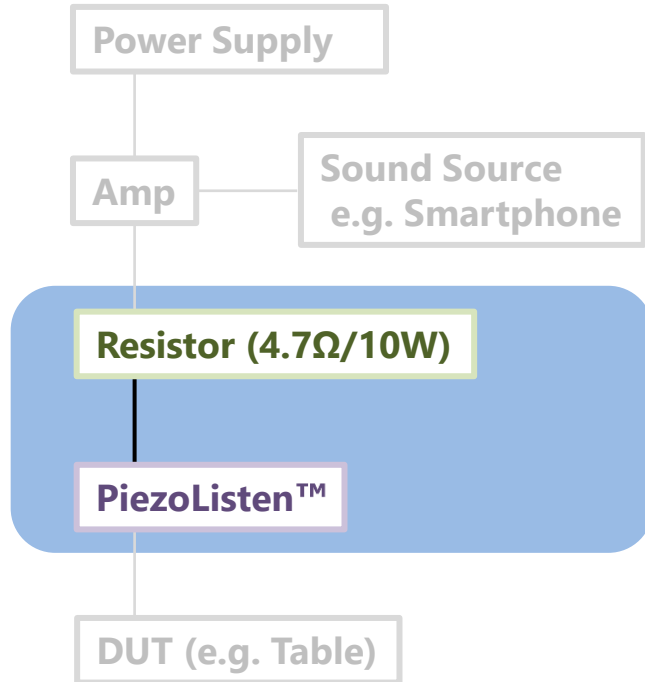 Power Supply
Amp
Sound Source
e.g. Smartphone
Resistor (4.7Ω/10W)
PiezoListen™
DUT (e.g. Table)